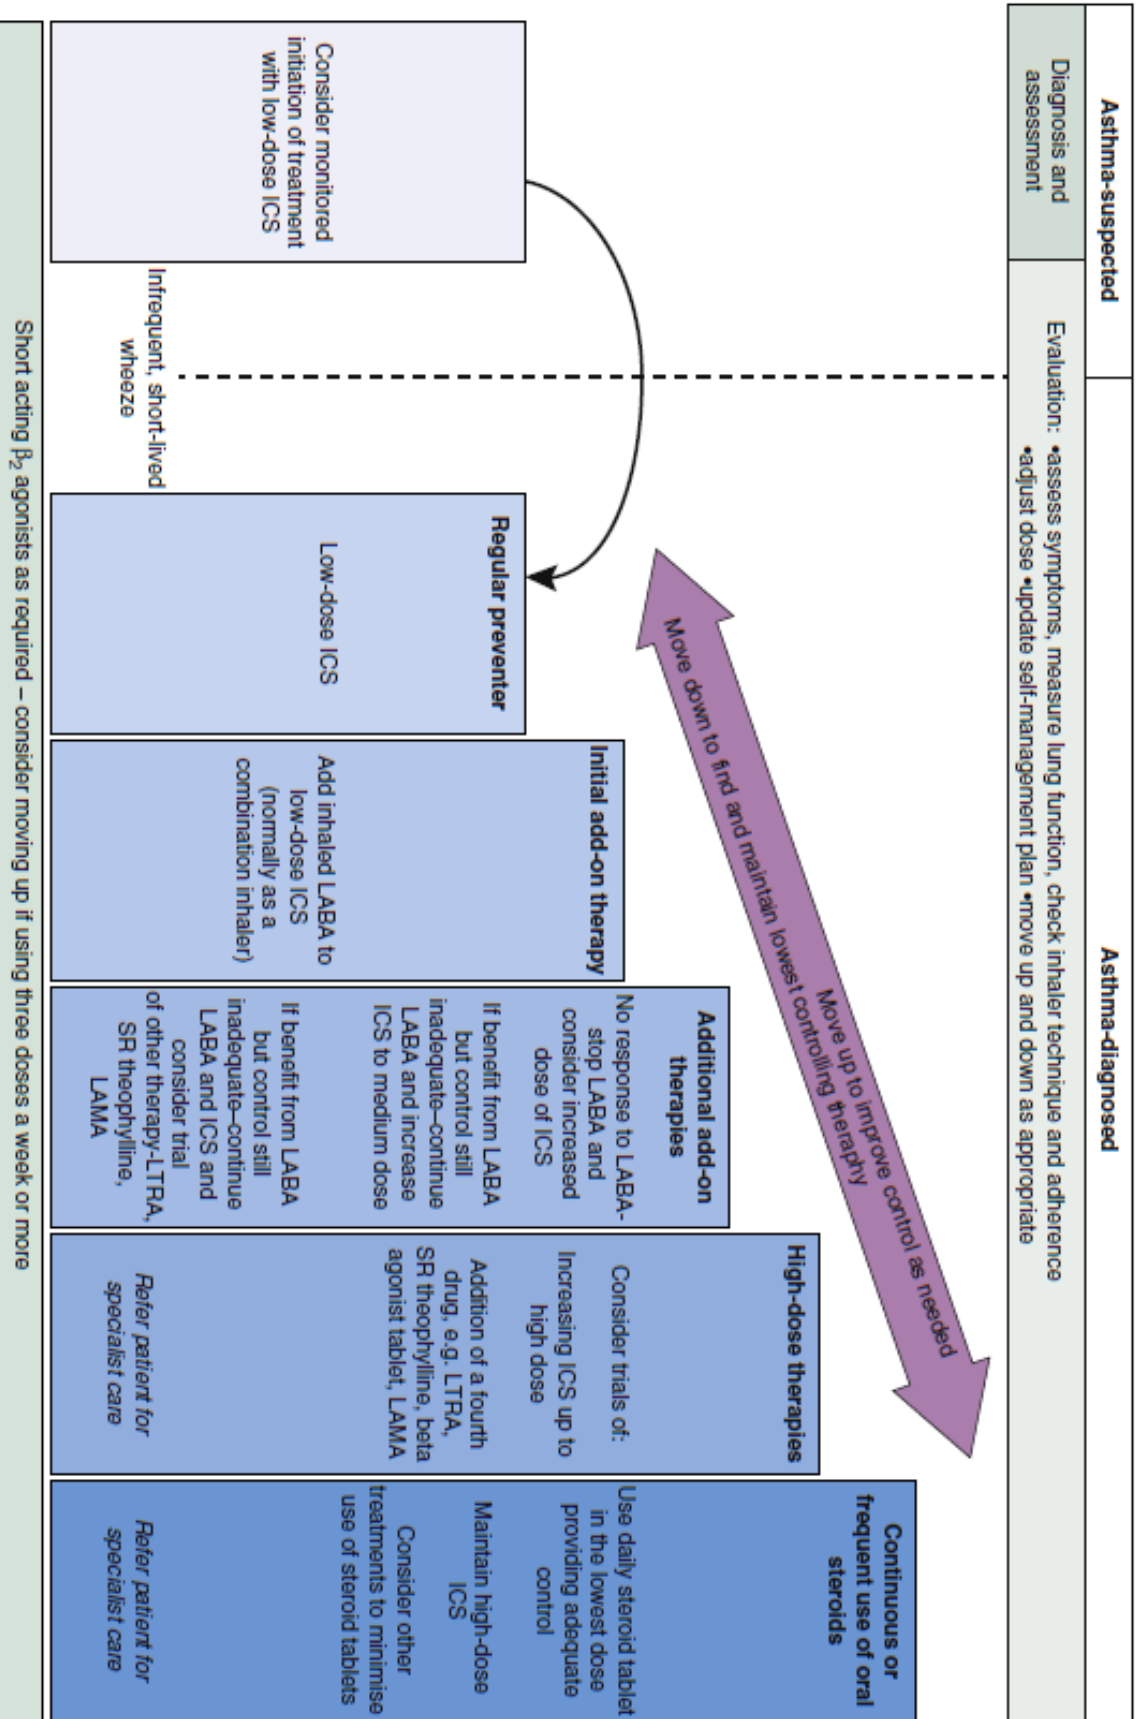 Asthma-suspected
Asthma-diagnosed
Diagnosis and
assessment
Evaluation: •assess symptoms, measure lung function, check inhaler technique and adherence
•adjust dose •update self-management plan •move up and down as appropriate
Move up to improve control as needed
Move down to find and maintain lowest controlling theraphy
Consider monitored
initiation of treatment
with low-dose ICS
Infrequent, short-lived
wheeze
Regular preventer
Low-dose ICS
Initial add-on therapy
Add inhaled LABA to
low-dose ICS
(normally as a
combination inhaler)
Additional add-on
therapies
No response to LABA-
stop LABA and
consider increased
dose of ICS
If benefit from LABA
but control still
inadequate–continue
LABA and increase
ICS to medium dose
If benefit from LABA
but control still
inadequate–continue
LABA and ICS and
consider trial
of other therapy-LTRA,
SR theophylline,
LAMA
High-dose therapies
Consider trials of:
Increasing ICS up to
high dose
Addition of a fourth
drug, e.g. LTRA,
SR theophylline, beta
agonist tablet, LAMA
Refer patient for
specialist care
Continuous or
frequent use of oral
steroids
Use daily steroid tablet
in the lowest dose
providing adequate
control
Maintain high-dose
ICS
Consider other
treatments to minimise
use of steroid tablets
Refer patient for
specialist care
Short acting β₂ agonists as required – consider moving up if using three doses a week or more